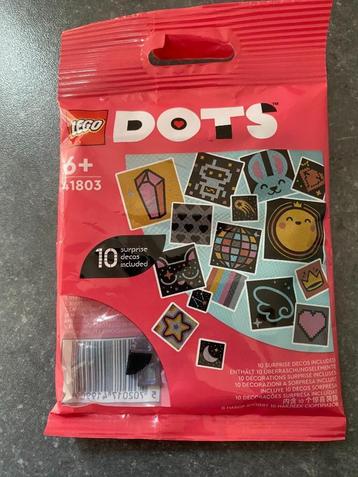 LEGO
DOTS™
6+
41803
10 surprise
decos
included
10 SURPRISE DECOS INCLUDED
ENTHÄLT 10 ÜBERRASCHUNGSELEMENTE
10 DÉCORATIONS SURPRISE INCLUSES
10 DECORAZIONI A SORPRESA INCLUSE
INCLUYE 10 DECOS SORPRESA
10 DECORAÇÕES SURPRESA INCLUÍDAS